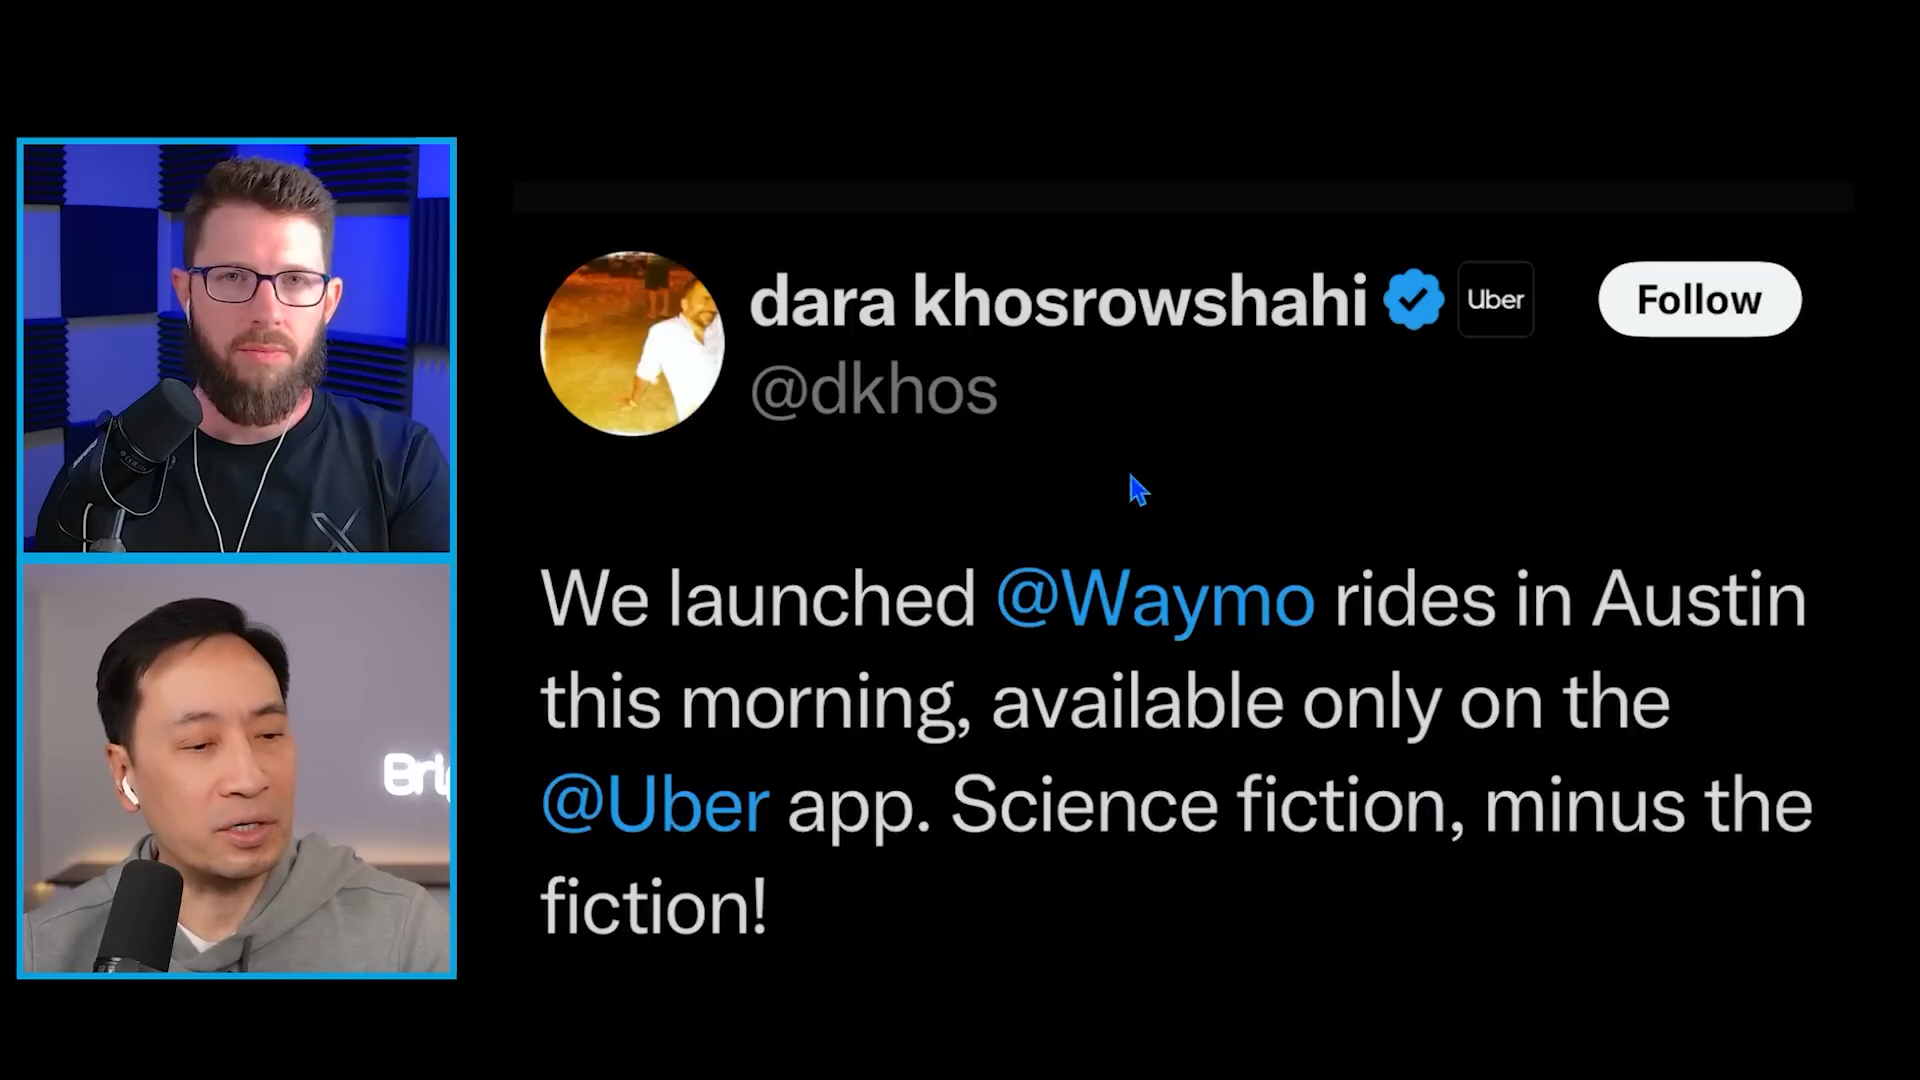 dara khosrowshahi
Uber
Follow
@dkhos
We launched @Waymo rides in Austin
this morning, available only on the
@Uber app. Science fiction, minus the
fiction!